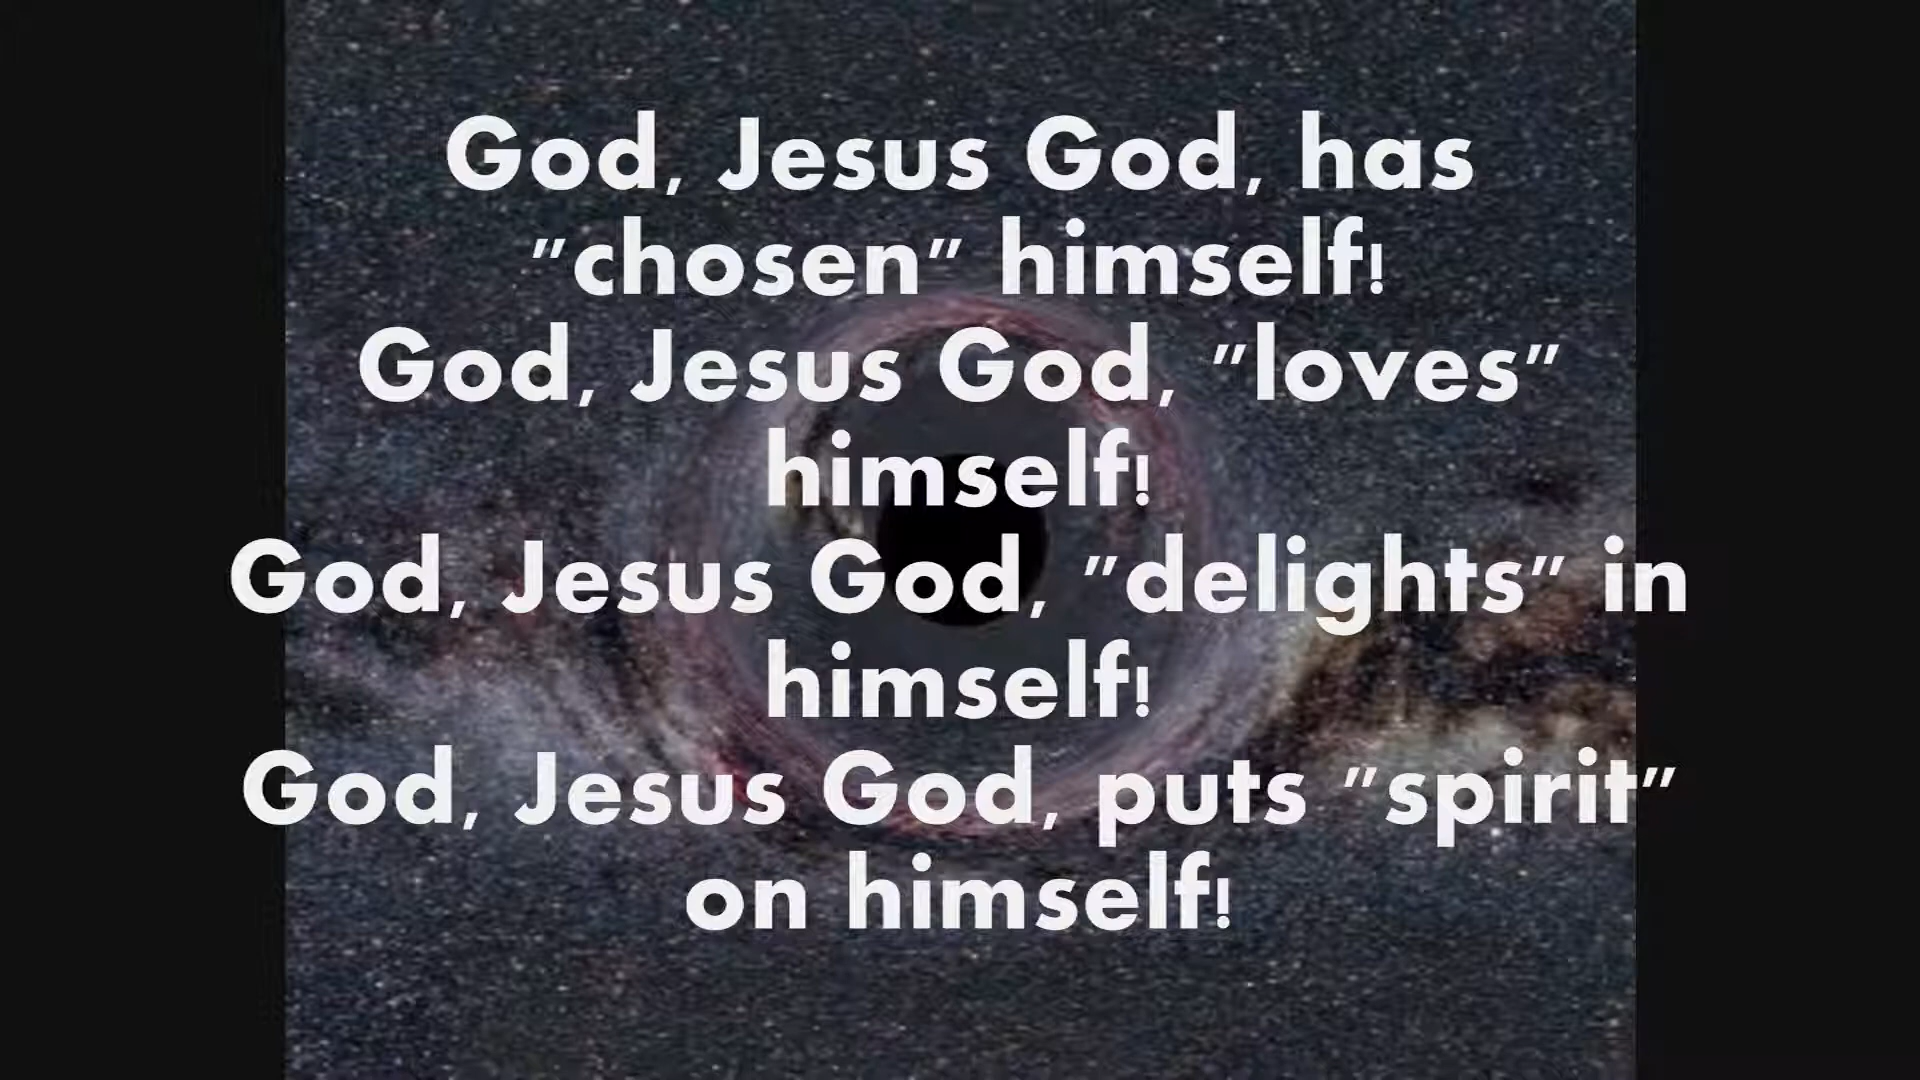 God, Jesus God, has
"chosen" himself!
God, Jesus God, "loves"
himself!
God, Jesus God, "delights" in
himself!
God, Jesus God, puts "spirit"
on himself!